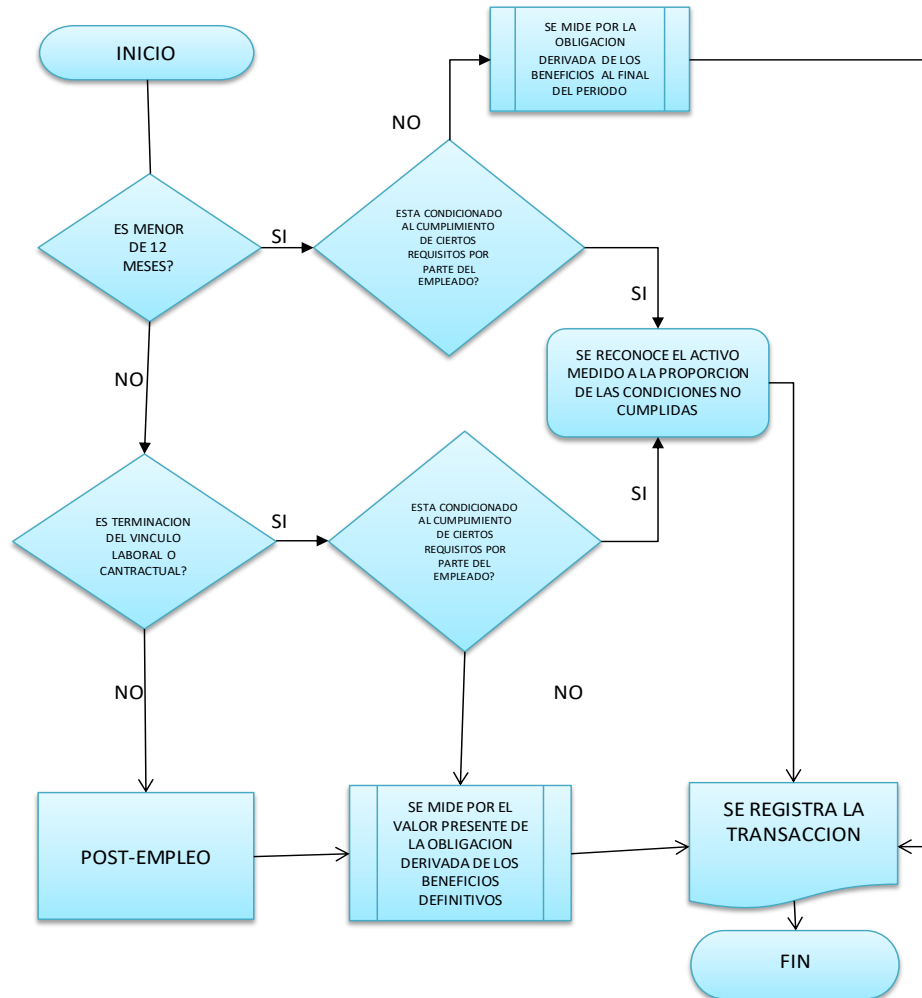 INICIO
SE MIDE POR LA
OBLIGACION
DERIVADA DE LOS
BENEFICIOS AL FINAL
DEL PERIODO
NO
ES MENOR
DE 12
MESES?
SI
ESTA CONDICIONADO
AL CUMPLIMIENTO
DE CIERTOS
REQUISITOS POR
PARTE DEL
EMPLEADO?
SI
SE RECONOCE EL ACTIVO
MEDIDO A LA PROPORCION
DE LAS CONDICIONES NO
CUMPLIDAS
NO
ES TERMINACION
DEL VINCULO
LABORAL O
CANTRACTUAL?
SI
ESTA CONDICIONADO
AL CUMPLIMIENTO
DE CIERTOS
REQUISITOS POR
PARTE DEL
EMPLEADO?
SI
NO
NO
POST-EMPLEO
SE MIDE POR EL
VALOR PRESENTE DE
LA OBLIGACION
DERIVADA DE LOS
BENEFICIOS
DEFINITIVOS
SE REGISTRA LA
TRANSACCION
FIN